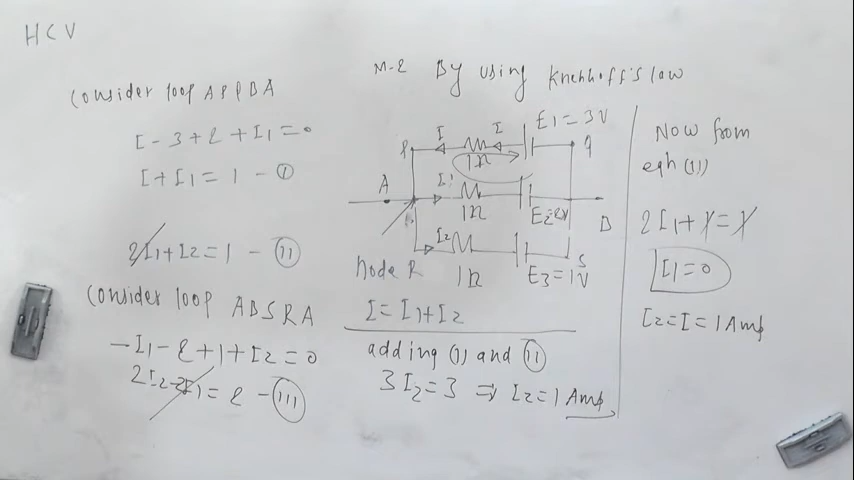 HCV
M-2 By using Krichhoff's law
Consider loop APQBA
I - 3 + 2 + I1 = 0
I + I1 = 1 - (I)
2I1 + I2 = 1 - (II)
Consider loop ABSRA
-I1 - 2 + 1 + I2 = 0
2I2 - 2I1 = 2 - (III)
E1 = 3V
P I I q
1Ω
A I1
1Ω E2=2V B
I2 S
Node R 1Ω E3 = 1V
I = I1 + I2
adding (I) and (II)
3I2 = 3 ⇒ I2 = 1 Amp
Now from
eqn (II)
2I1 + 1 = 1
I1 = 0
I2 = I = 1 Amp